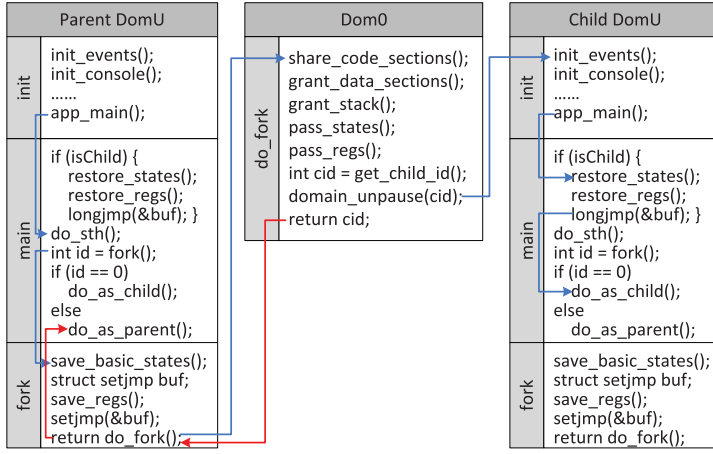 Parent DomU
init
init_events();
init_console();
......
app_main();
main
if (isChild) {
restore_states();
restore_regs();
longjmp(&buf); }
do_sth();
int id = fork();
if (id == 0)
do_as_child();
else
do_as_parent();
fork
save_basic_states();
struct setjmp buf;
save_regs();
setjmp(&buf);
return do_fork();
Dom0
do_fork
share_code_sections();
grant_data_sections();
grant_stack();
pass_states();
pass_regs();
int cid = get_child_id();
domain_unpause(cid);
return cid;
Child DomU
init
init_events();
init_console();
......
app_main();
main
if (isChild) {
restore_states();
restore_regs();
longjmp(&buf); }
do_sth();
int id = fork();
if (id == 0)
do_as_child();
else
do_as_parent();
fork
save_basic_states();
struct setjmp buf;
save_regs();
setjmp(&buf);
return do_fork();